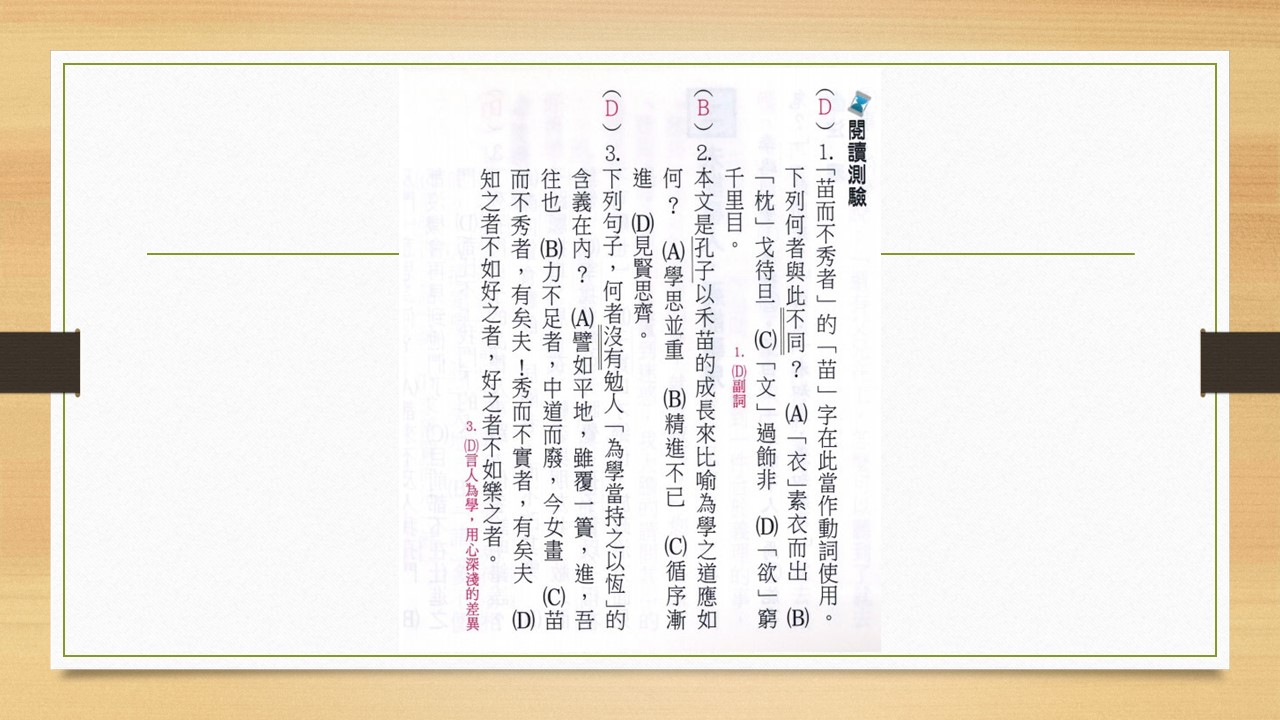 閱讀測驗
（D）1.「苗而不秀者」的「苗」字在此當作動詞使用。
下列何者與此不同？ (A)「衣」素衣而出 (B)
「枕」戈待旦 (C)「文」過飾非 (D)「欲」窮
千里目。
1.(D)副詞
（B）2.本文是孔子以禾苗的成長來比喻為學之道應如
何？ (A)學思並重 (B)精進不已 (C)循序漸
進 (D)見賢思齊。
（D）3.下列句子，何者沒有勉人「為學當持之以恆」的
含義在內？ (A)譬如平地，雖覆一簣，進，吾
往也 (B)力不足者，中道而廢，今女畫 (C)苗
而不秀者，有矣夫！秀而不實者，有矣夫 (D)
知之者不如好之者，好之者不如樂之者。
3.(D)言人為學，用心深淺的差異